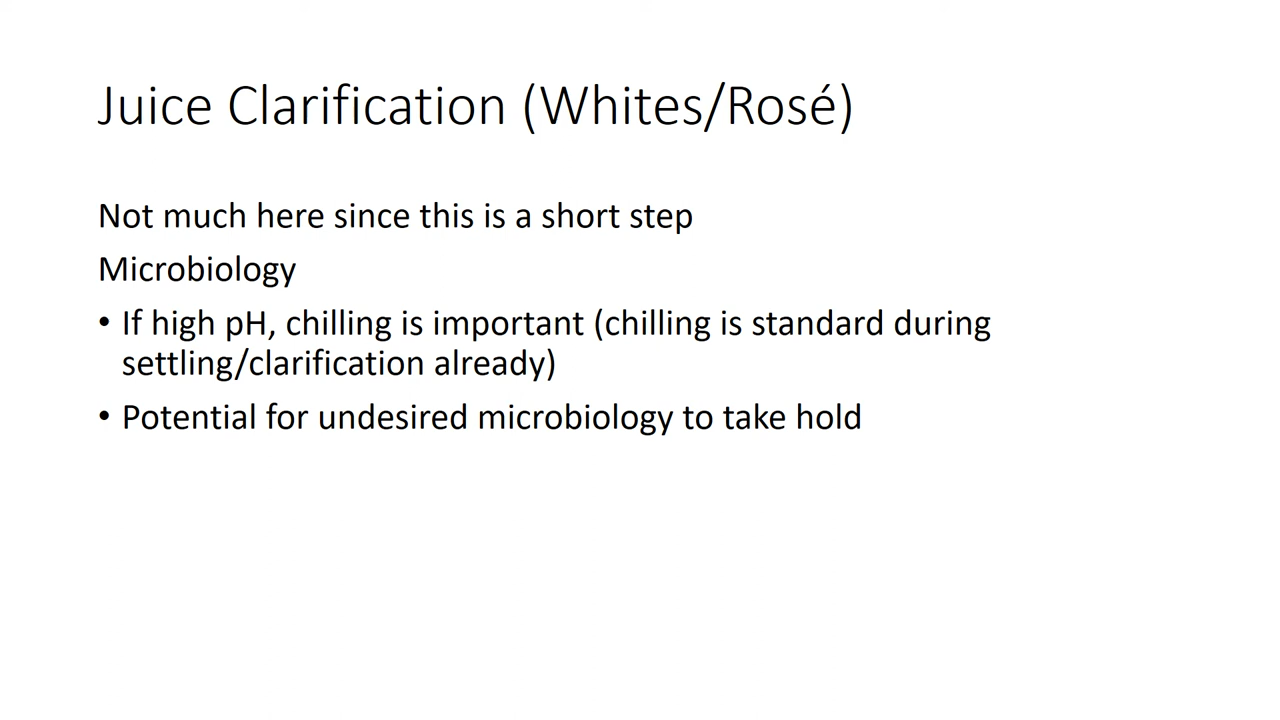 Juice Clarification (Whites/Rosé)
Not much here since this is a short step
Microbiology
• If high pH, chilling is important (chilling is standard during
settling/clarification already)
• Potential for undesired microbiology to take hold